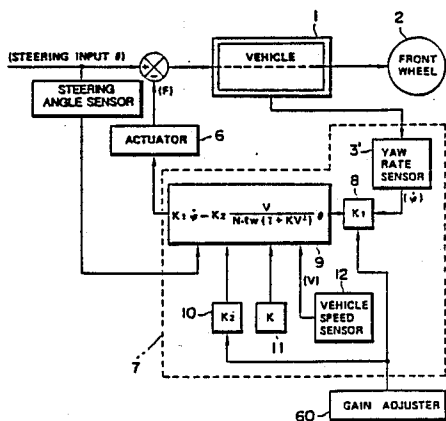 1
2
(STEERING INPUT θ)
VEHICLE
FRONT
WHEEL
STEERING
ANGLE SENSOR
(F)
ACTUATOR
6
3'
YAW
RATE
SENSOR
8
K1
(φ̇)
K1 φ̇ – K2 V / N·ℓw (1 + KV²) θ
9
12
(V)
10
K2
K
11
VEHICLE
SPEED
SENSOR
7'
60
GAIN ADJUSTER